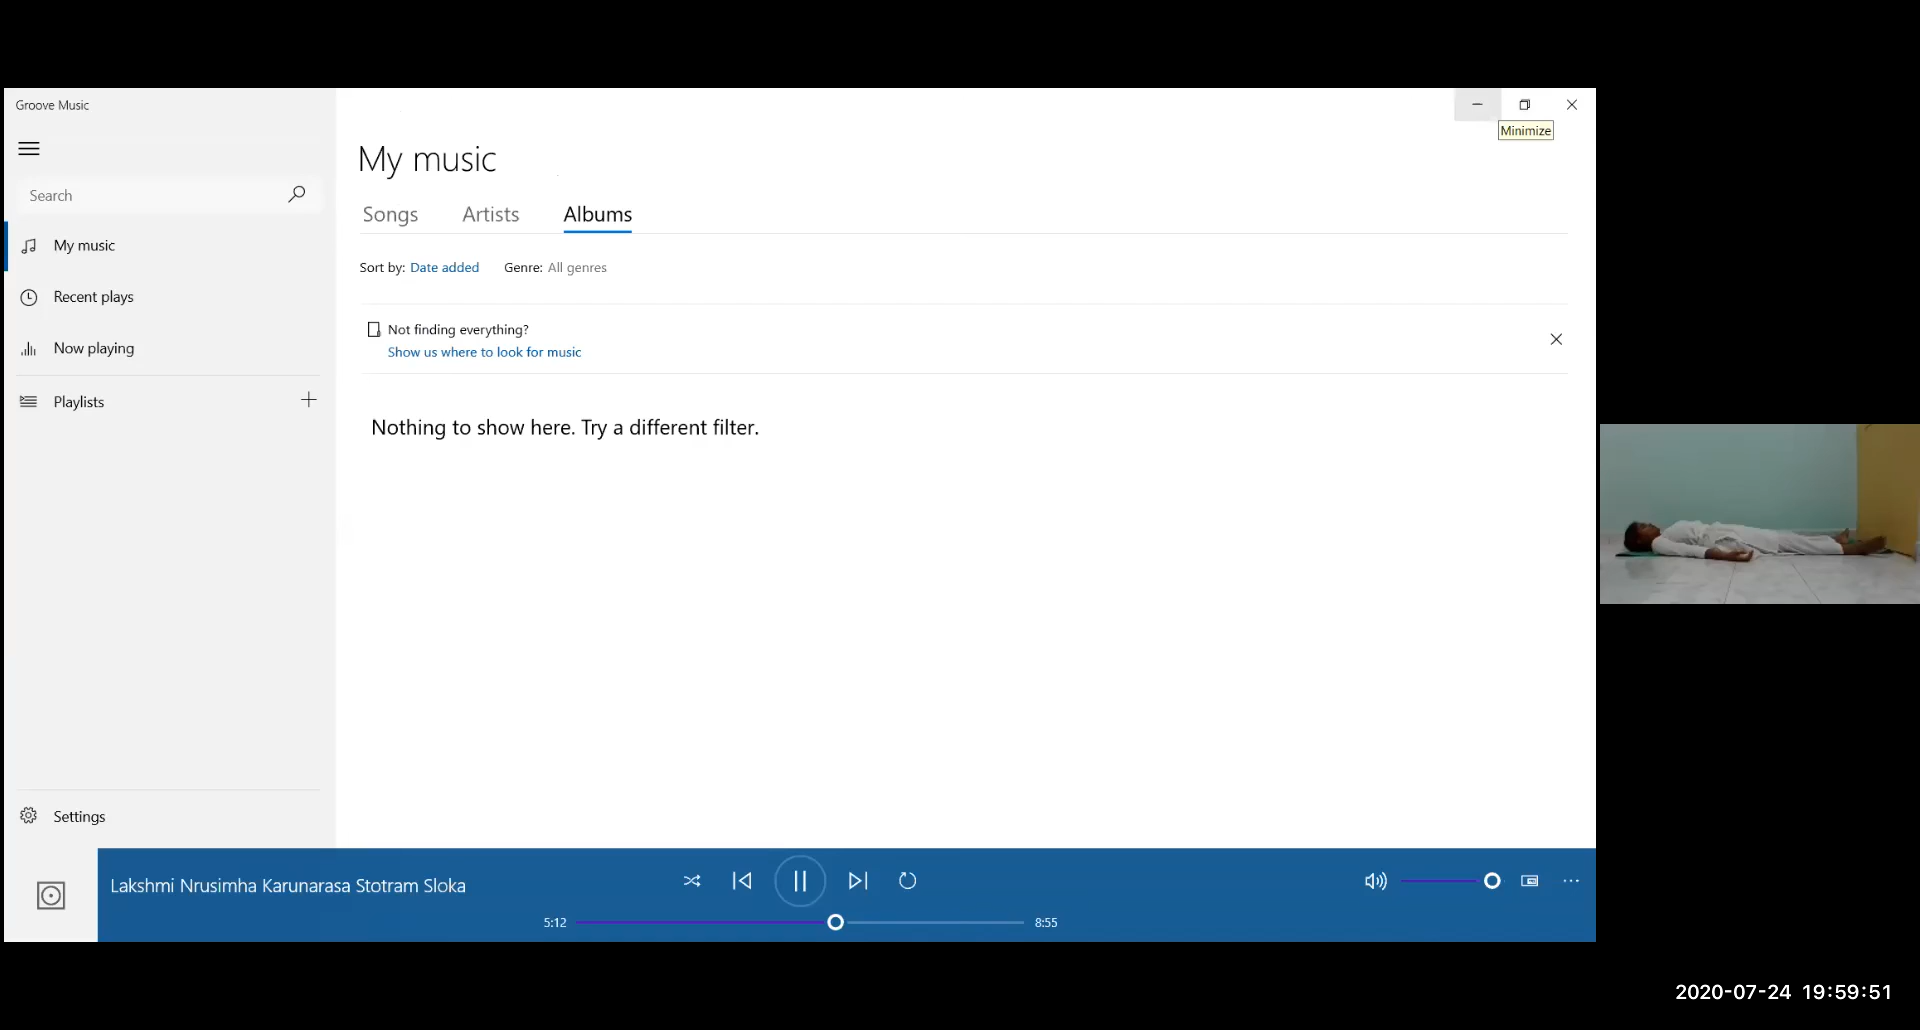 Groove Music
Minimize
My music
Search
Songs Artists Albums
My music
Sort by: Date added Genre: All genres
Recent plays
Not finding everything?
Show us where to look for music
Now playing
Playlists
Nothing to show here. Try a different filter.
Settings
Lakshmi Nrusimha Karunarasa Stotram Sloka
5:12 8:55
2020-07-24 19:59:51